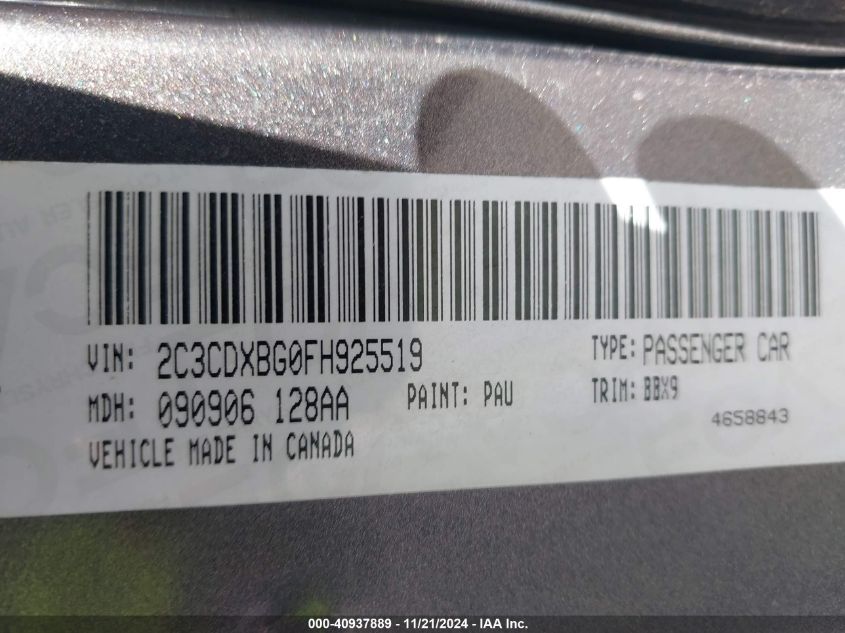 VIN: 2C3CDXBG0FH925519 TYPE: PASSENGER CAR
MDH: 090906 128AA PAINT: PAU TRIM: BBX9
4658843
VEHICLE MADE IN CANADA
000-40937889 - 11/21/2024 - IAA Inc.